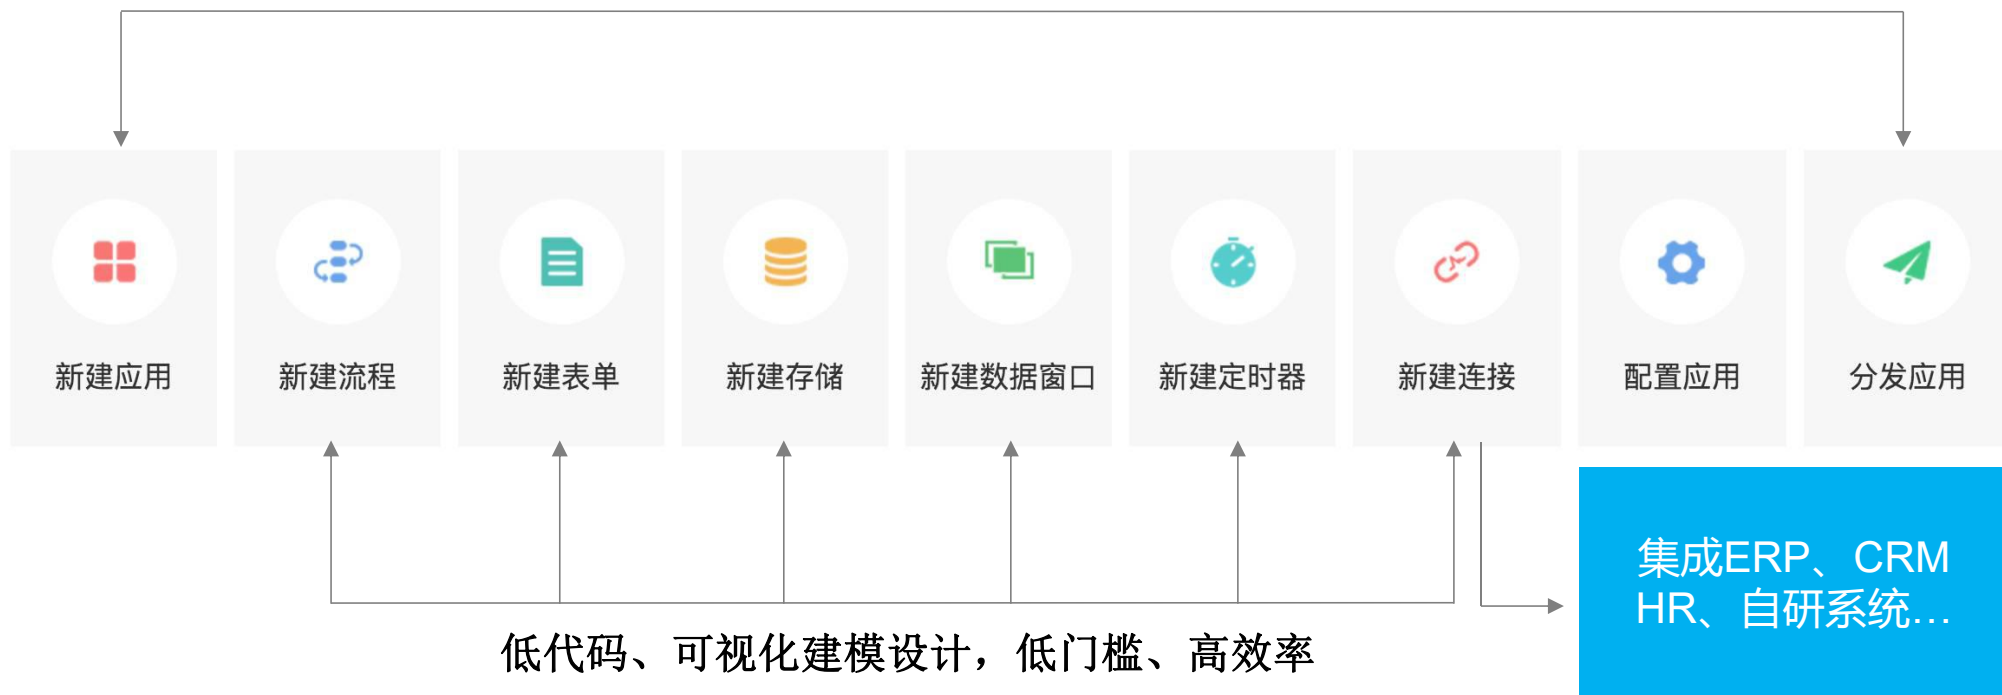 新建应用
新建流程
新建表单
新建存储
新建数据窗口
新建定时器
新建连接
配置应用
分发应用
集成ERP、CRM
HR、自研系统...
低代码、可视化建模设计，低门槛、高效率